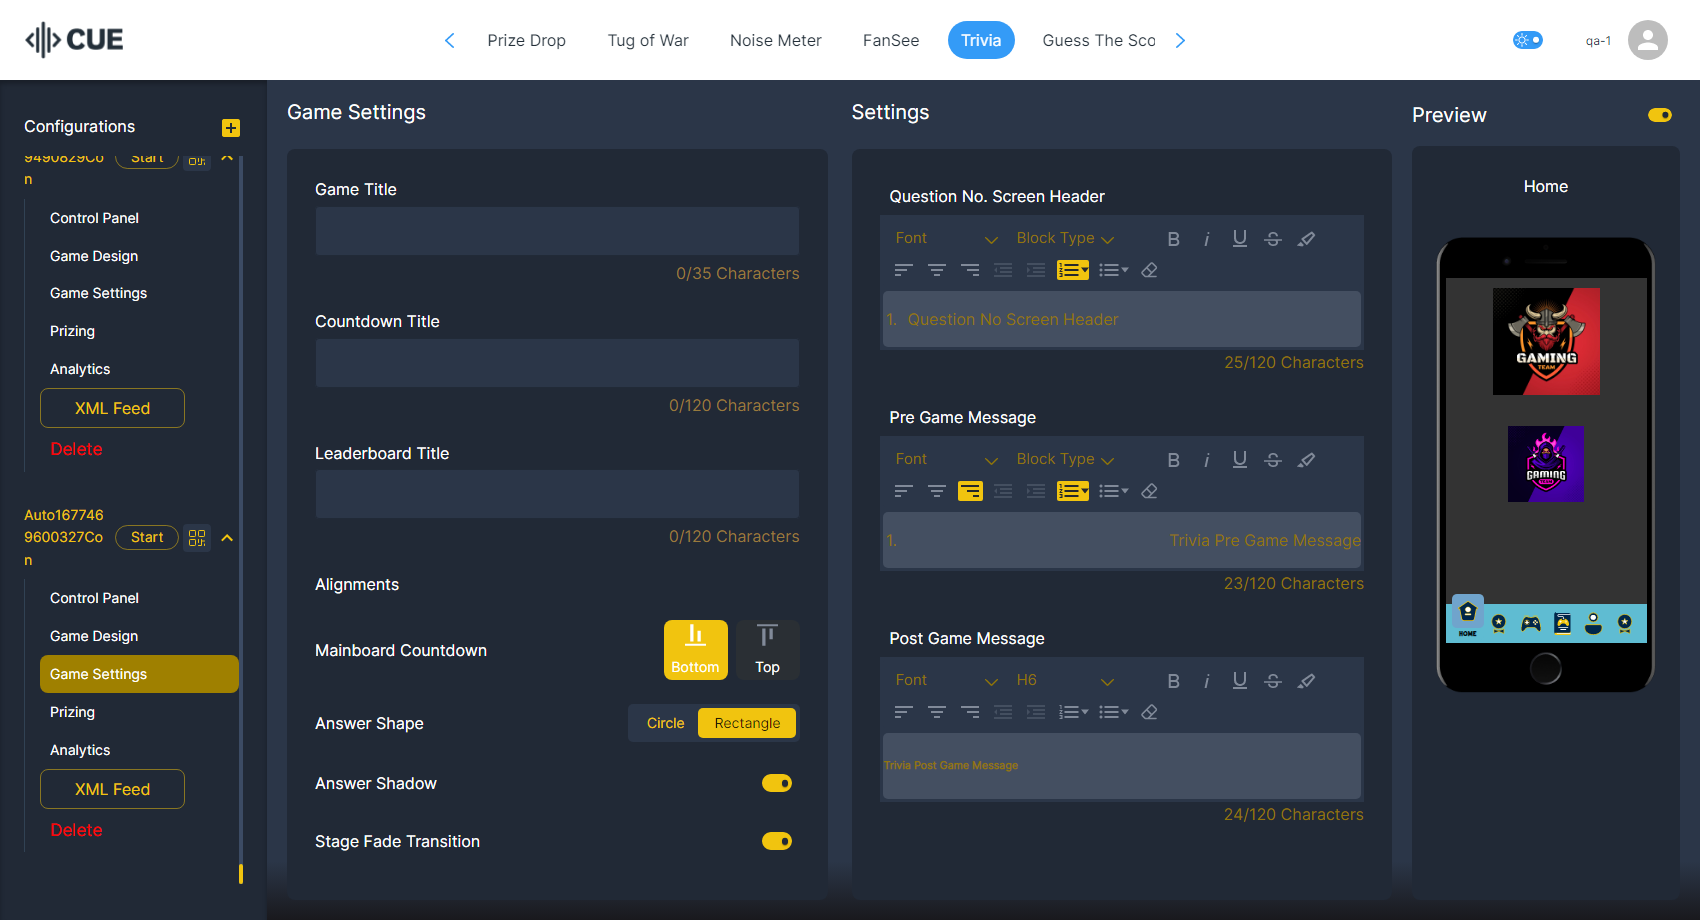 CUE
Prize Drop
Tug of War
Noise Meter
FanSee
Trivia
Guess The Sco
qa-1
Configurations
9490829Co
n
Start
Control Panel
Game Design
Game Settings
Prizing
Analytics
XML Feed
Delete
Auto167746
9600327Co
n
Start
Control Panel
Game Design
Game Settings
Prizing
Analytics
XML Feed
Delete
Game Settings
Game Title
0/35 Characters
Countdown Title
0/120 Characters
Leaderboard Title
0/120 Characters
Alignments
Mainboard Countdown
Bottom
Top
Answer Shape
Circle
Rectangle
Answer Shadow
Stage Fade Transition
Settings
Question No. Screen Header
Font
Block Type
B
i
U
S
1. Question No Screen Header
25/120 Characters
Pre Game Message
Font
Block Type
B
i
U
S
1. Trivia Pre Game Message
23/120 Characters
Post Game Message
Font
H6
B
i
U
S
Trivia Post Game Message
24/120 Characters
Preview
Home
GAMING
TEAM
GAMING
TEAM
HOME